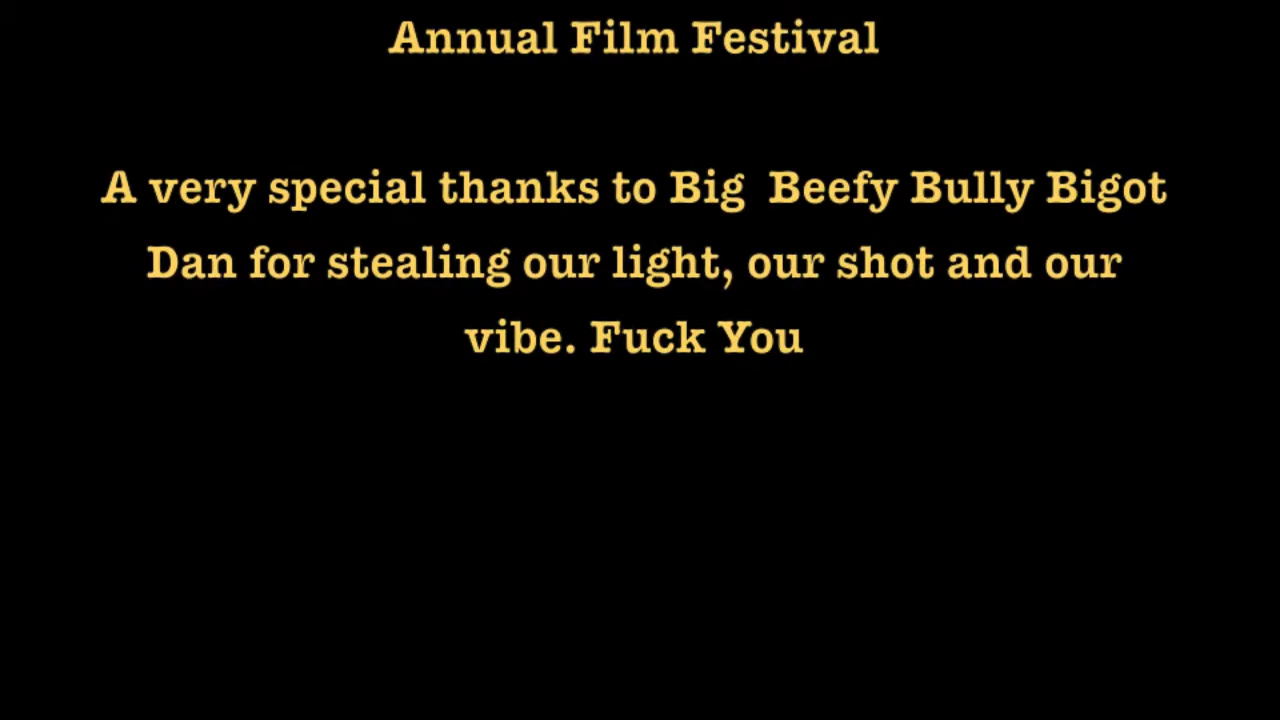 Annual Film Festival
A very special thanks to Big  Beefy Bully Bigot
Dan for stealing our light, our shot and our
vibe. Fuck You